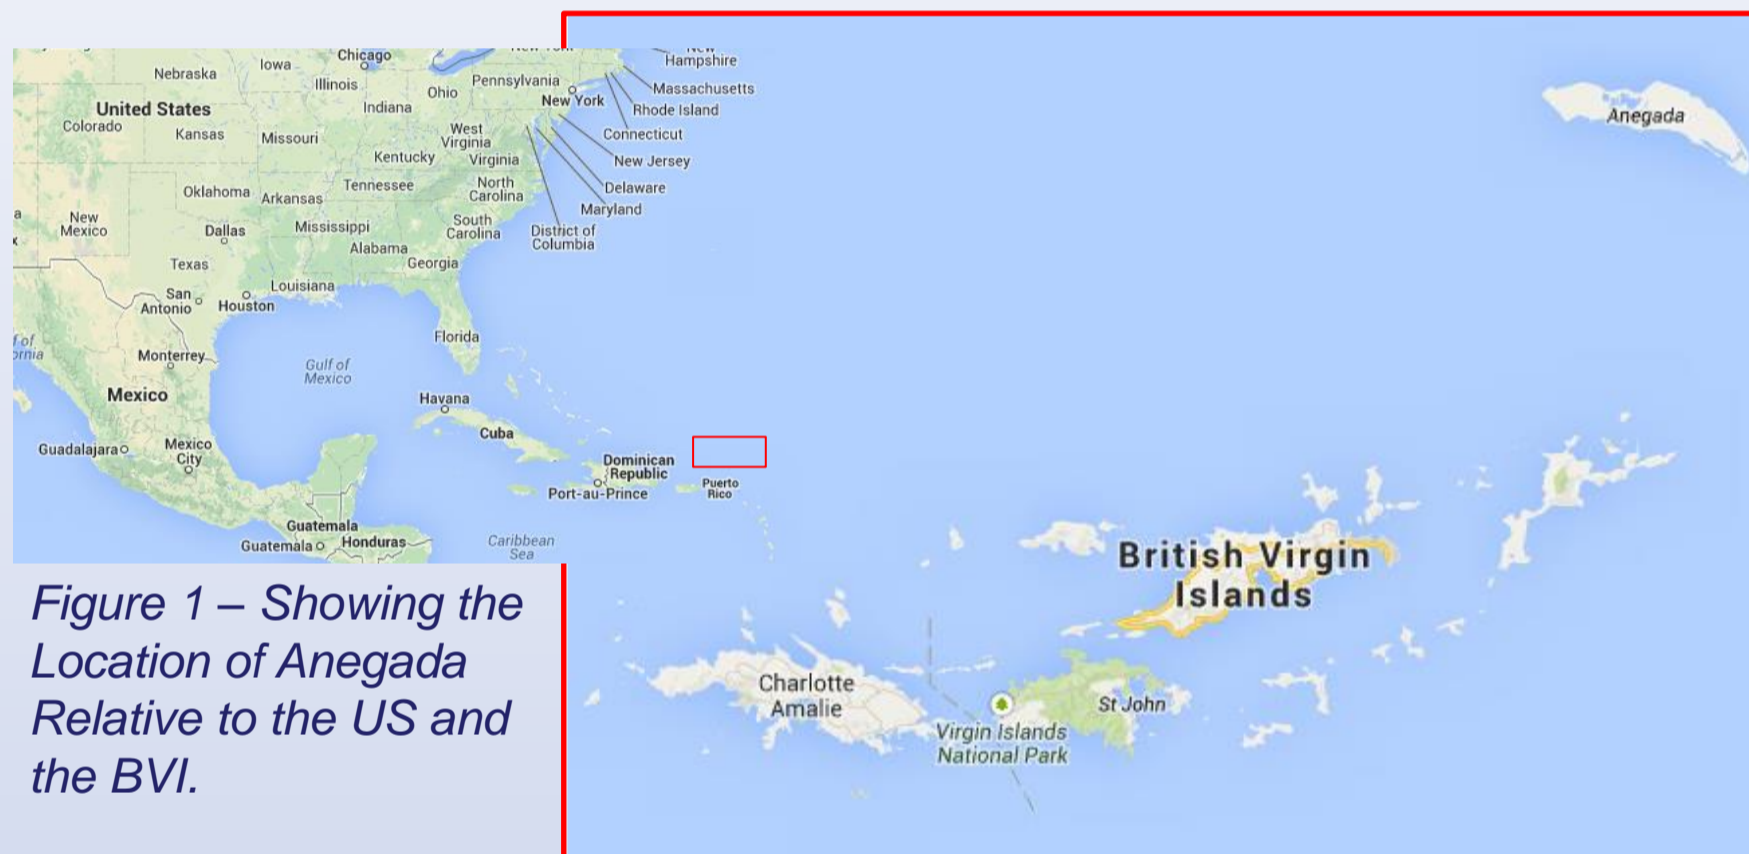 New York
New
Hampshire
Chicago
Iowa
Nebraska
Pennsylvania
Illinois
Ohio
Massachusetts
New York
United States
Indiana
Rhode Island
Colorado
Kansas
Missouri
West
Virginia
Connecticut
Kentucky
Virginia
New Jersey
Oklahoma
Arkansas
Tennessee
North
Carolina
Delaware
Maryland
New
Mexico
Dallas
Mississippi
South
Carolina
District of
Columbia
Alabama
Texas
Georgia
Louisiana
San
Antonio
Houston
Florida
Monterrey
Gulf of
Mexico
Mexico
Havana
Cuba
Guadalajara
Mexico
City
Dominican
Republic
Port-au-Prince
Puerto
Rico
Guatemala
Guatemala
Honduras
Caribbean
Sea
Anegada
British Virgin
Islands
Charlotte
Amalie
St John
Virgin Islands
National Park
Figure 1 – Showing the
Location of Anegada
Relative to the US and
the BVI.